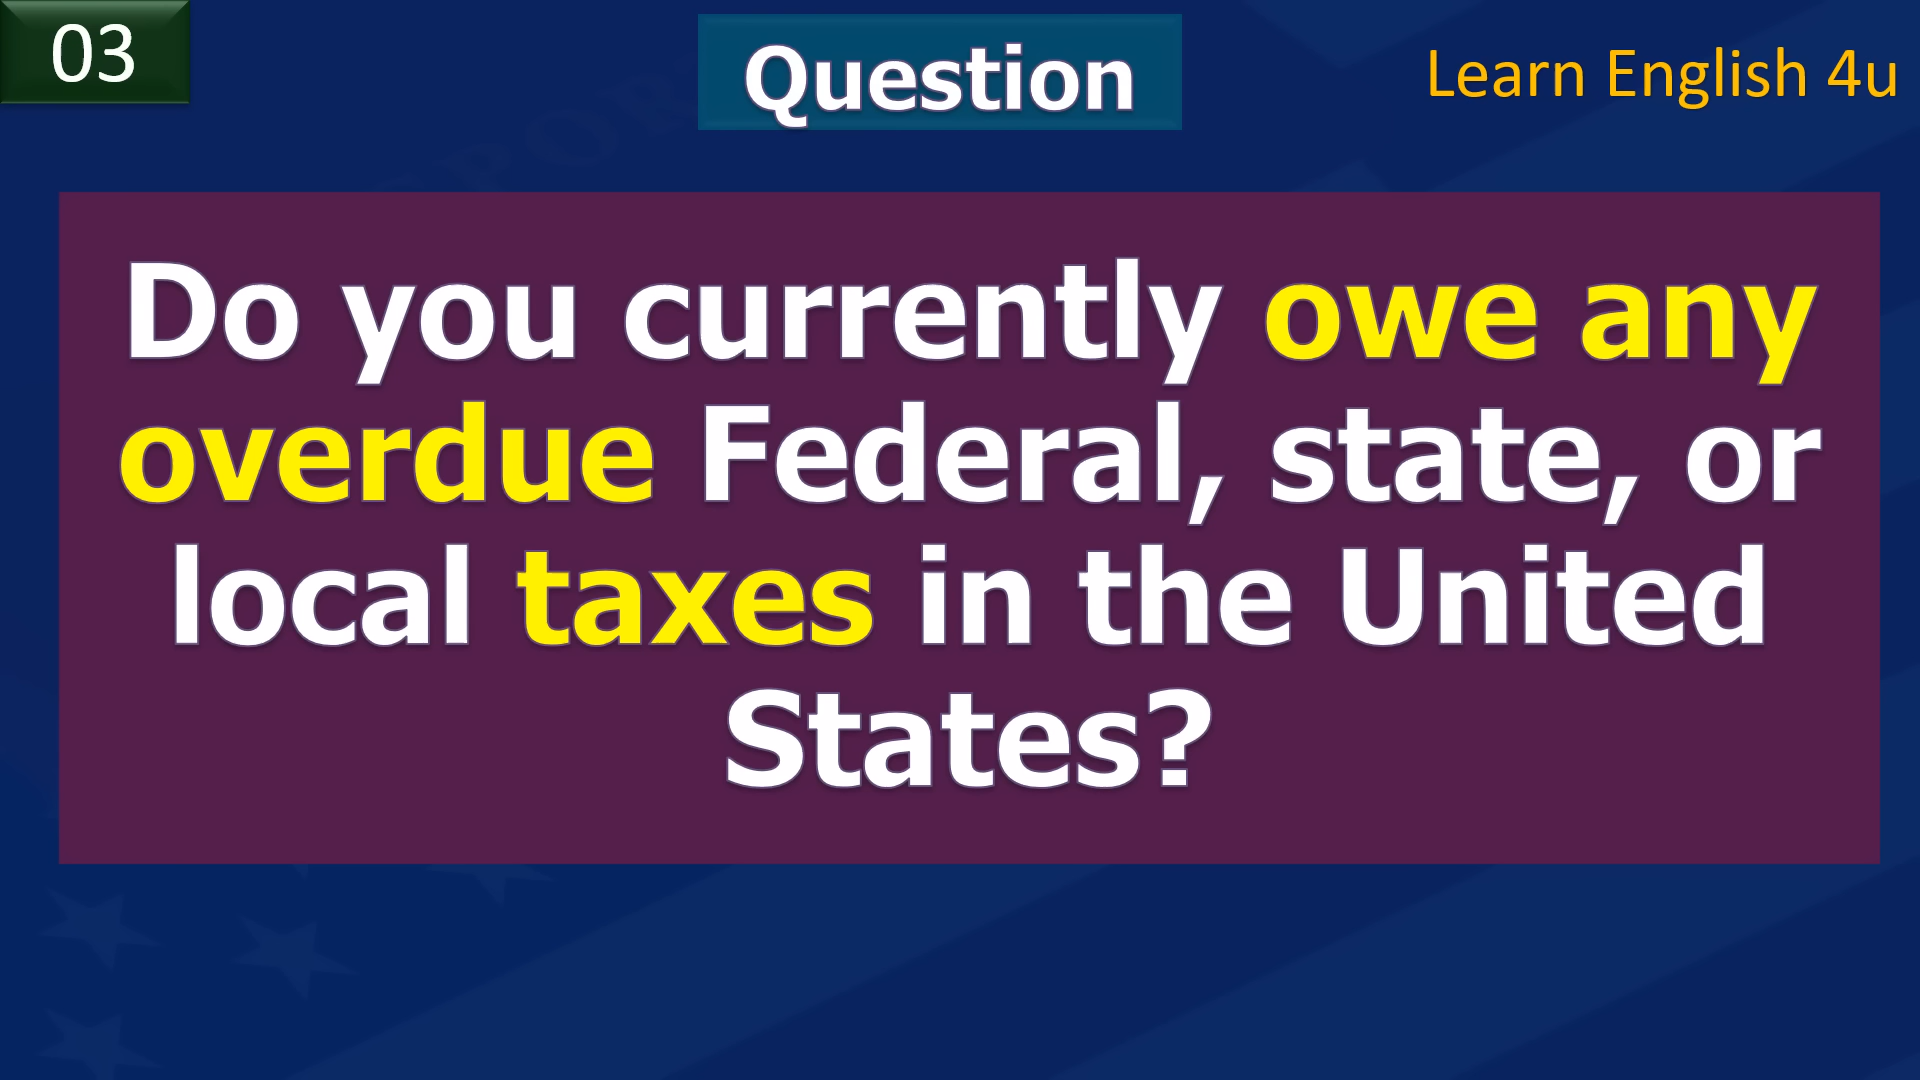 03
Question
Learn English 4u
Do you currently owe any
overdue Federal, state, or
local taxes in the United
States?